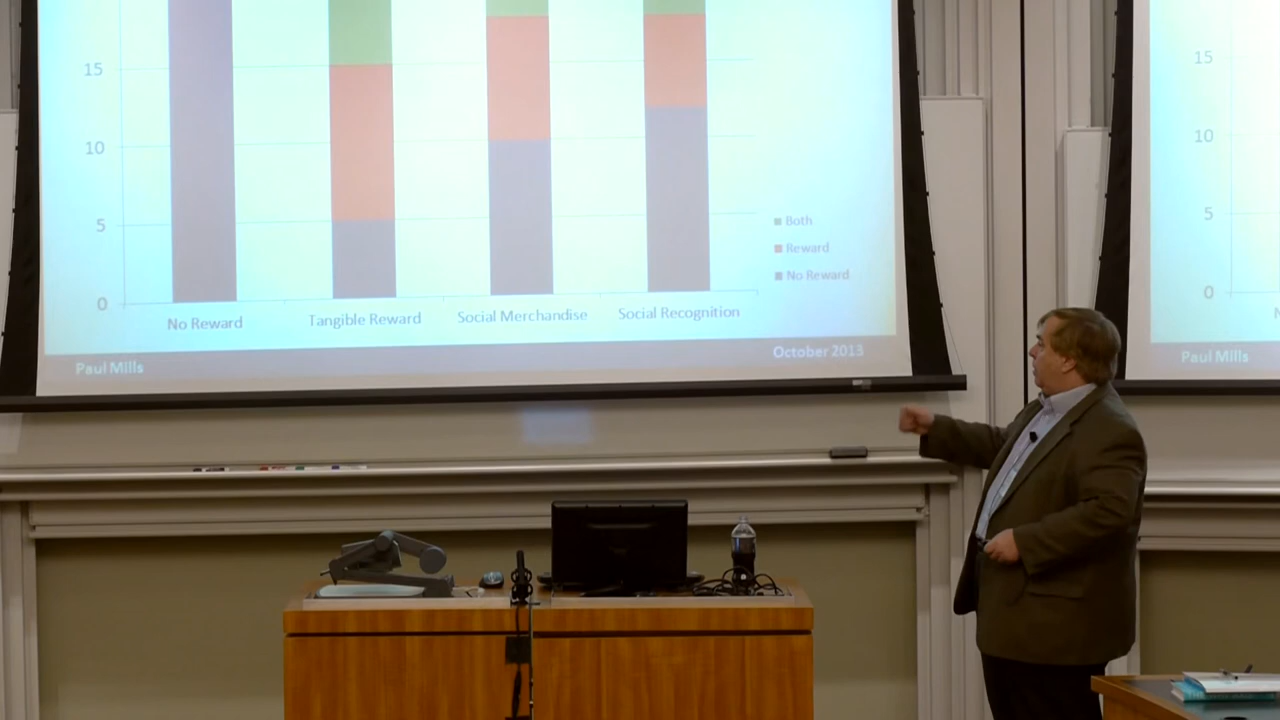 15
10
5
0
Both
Reward
No Reward
No Reward
Tangible Reward
Social Merchandise
Social Recognition
Paul Mills
October 2013
15
10
5
0
Paul Mills